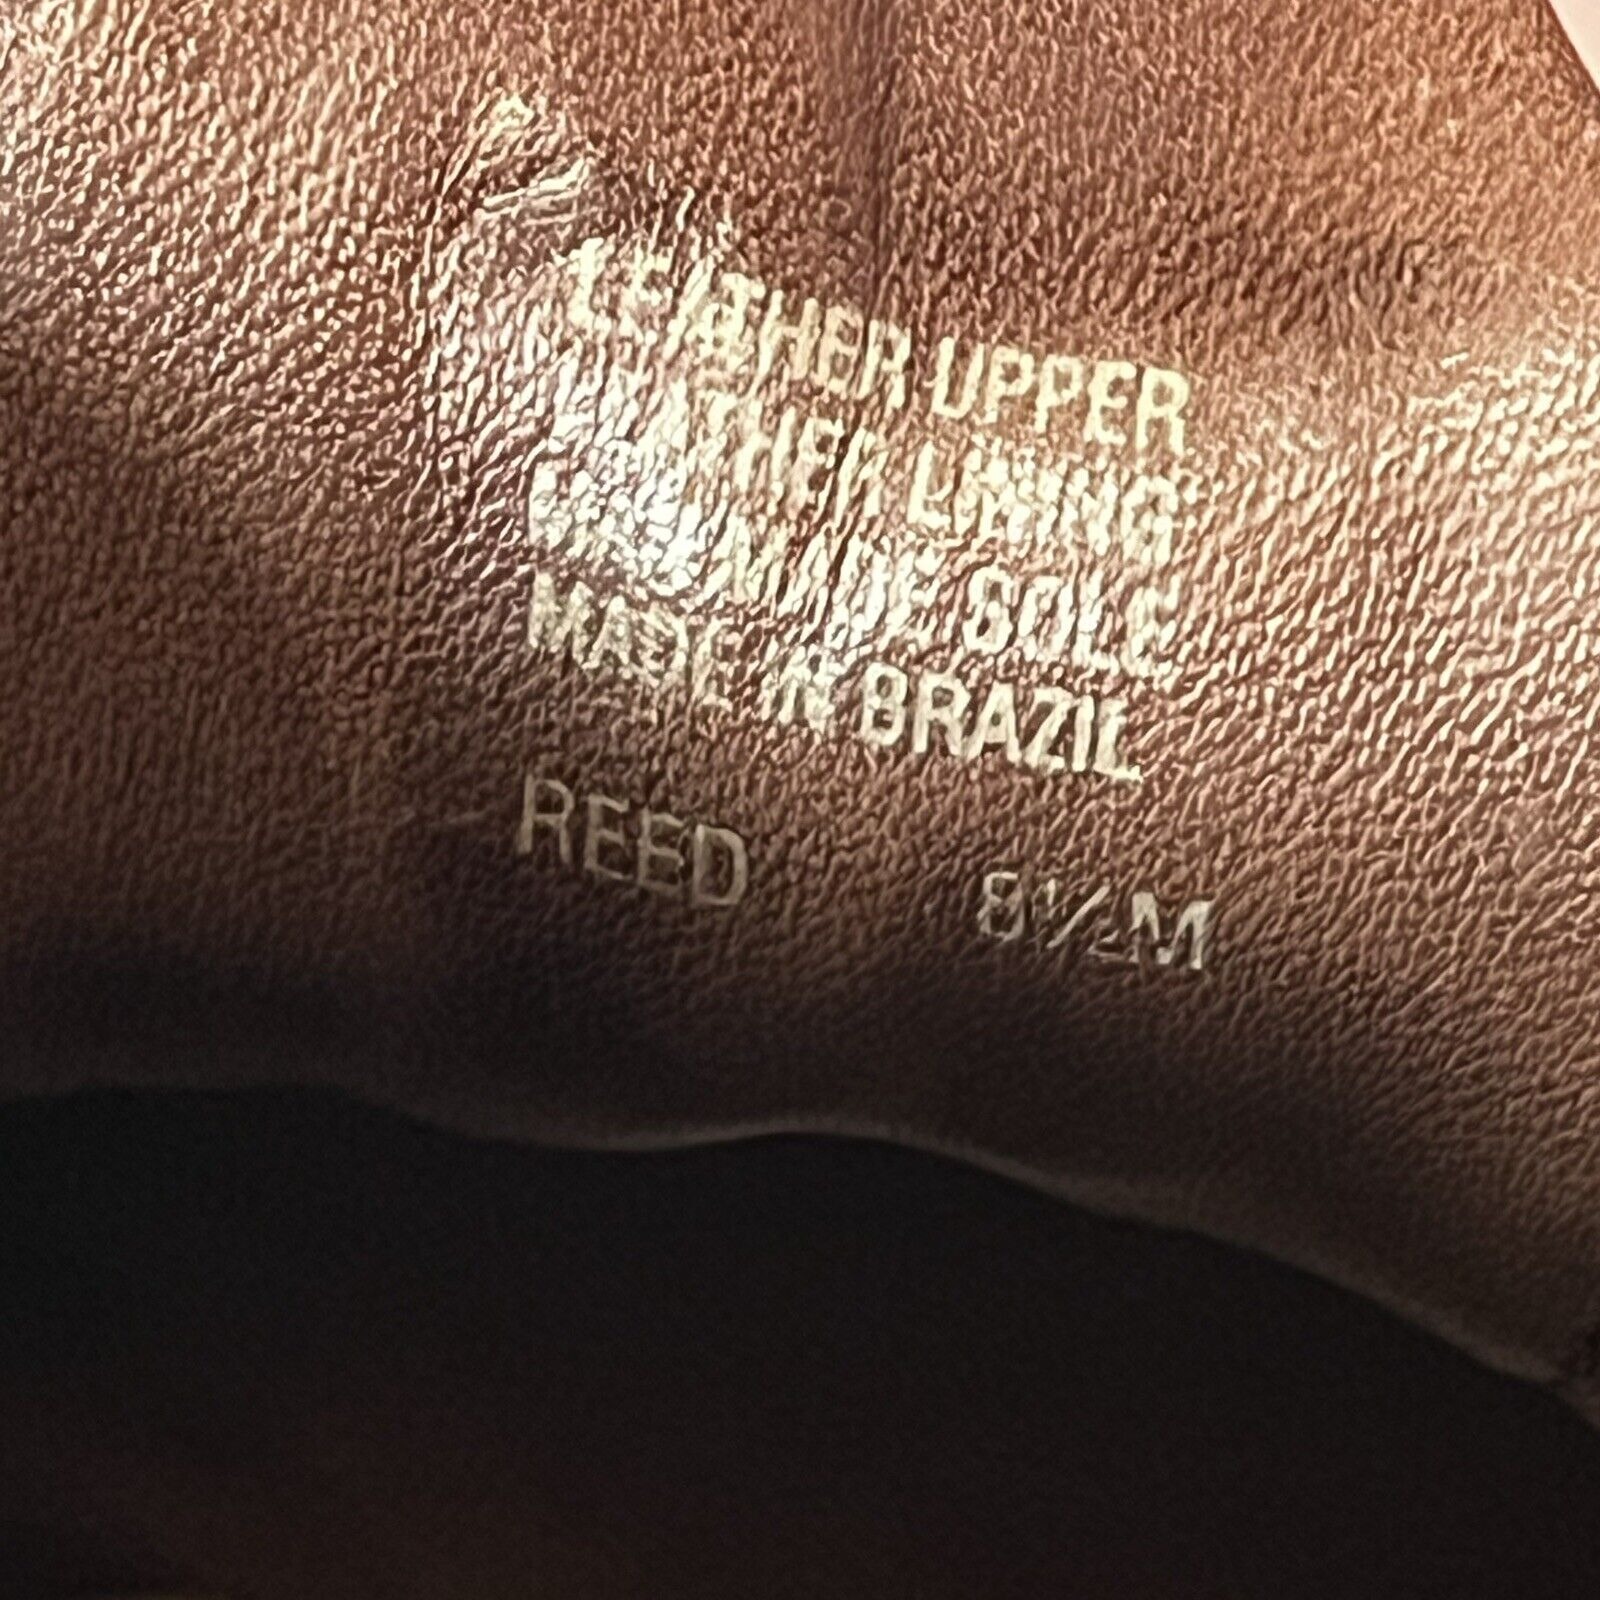 LEATHER UPPER
LEATHER LINING
MAN MADE SOLE
MADE IN BRAZIL
REED 8½M